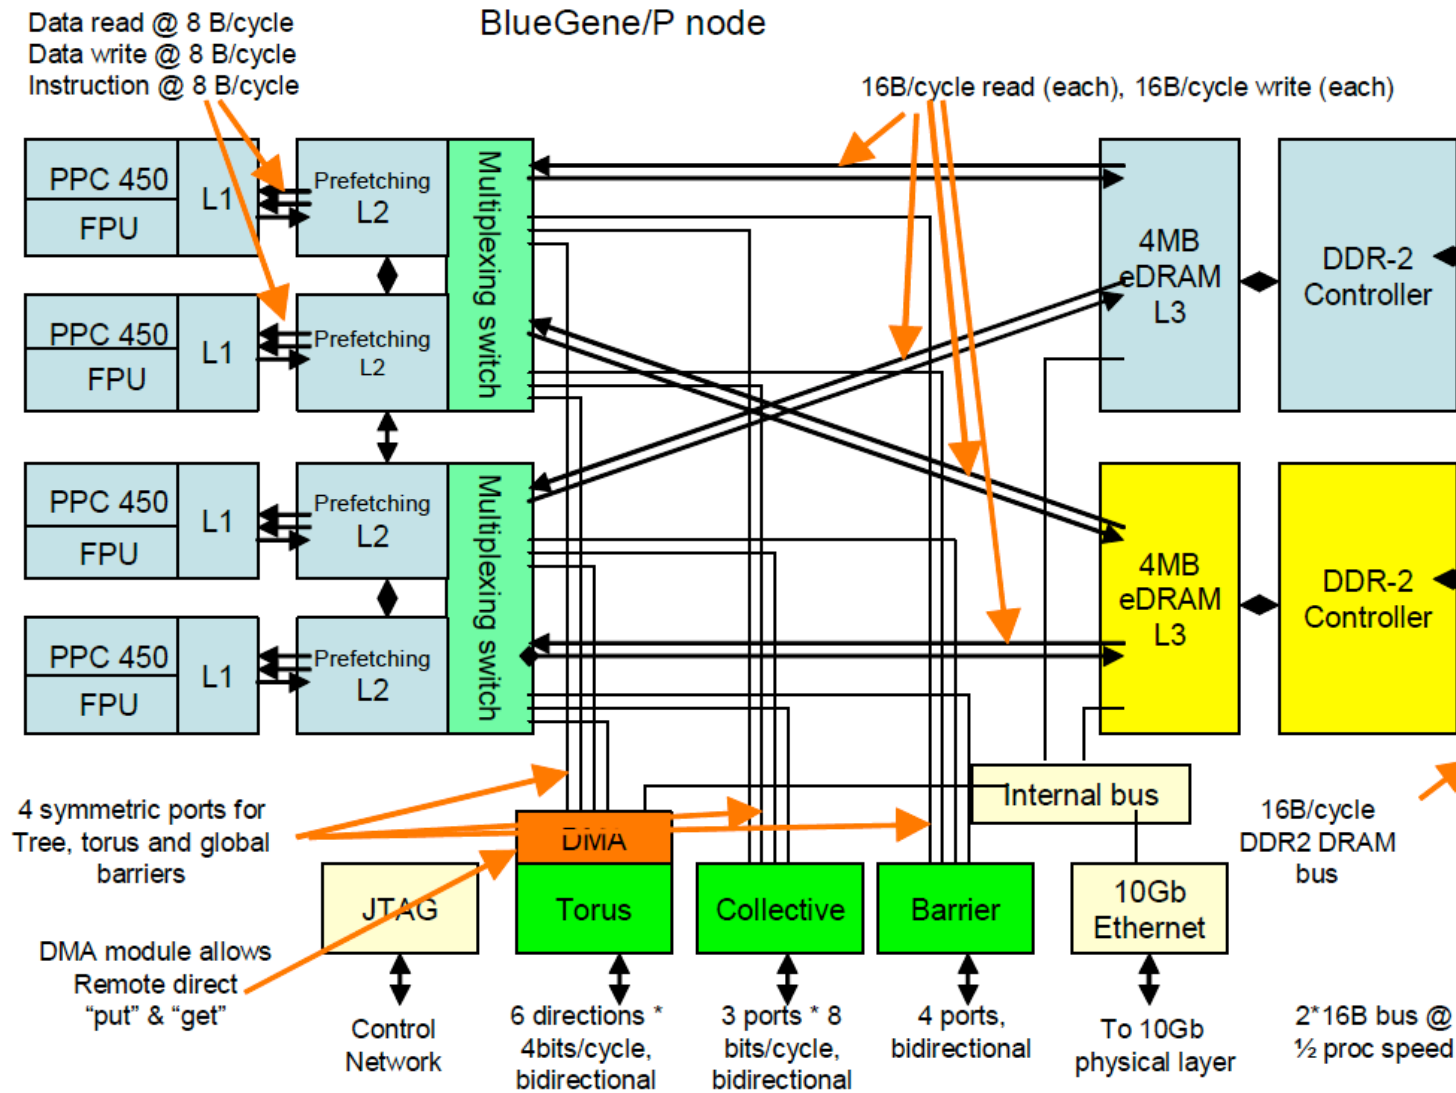 BlueGene/P node
Data read @ 8 B/cycle
Data write @ 8 B/cycle
Instruction @ 8 B/cycle
16B/cycle read (each), 16B/cycle write (each)
PPC 450
FPU
L1
Prefetching
L2
PPC 450
FPU
L1
Prefetching
L2
Multiplexing switch
4MB
eDRAM
L3
DDR-2
Controller
PPC 450
FPU
L1
Prefetching
L2
PPC 450
FPU
L1
Prefetching
L2
Multiplexing switch
4MB
eDRAM
L3
DDR-2
Controller
4 symmetric ports for
Tree, torus and global
barriers
DMA module allows
Remote direct
“put” & “get”
Internal bus
16B/cycle
DDR2 DRAM
bus
DMA
JTAG
Torus
Collective
Barrier
10Gb
Ethernet
Control
Network
6 directions *
4bits/cycle,
bidirectional
3 ports * 8
bits/cycle,
bidirectional
4 ports,
bidirectional
To 10Gb
physical layer
2*16B bus @
½ proc speed